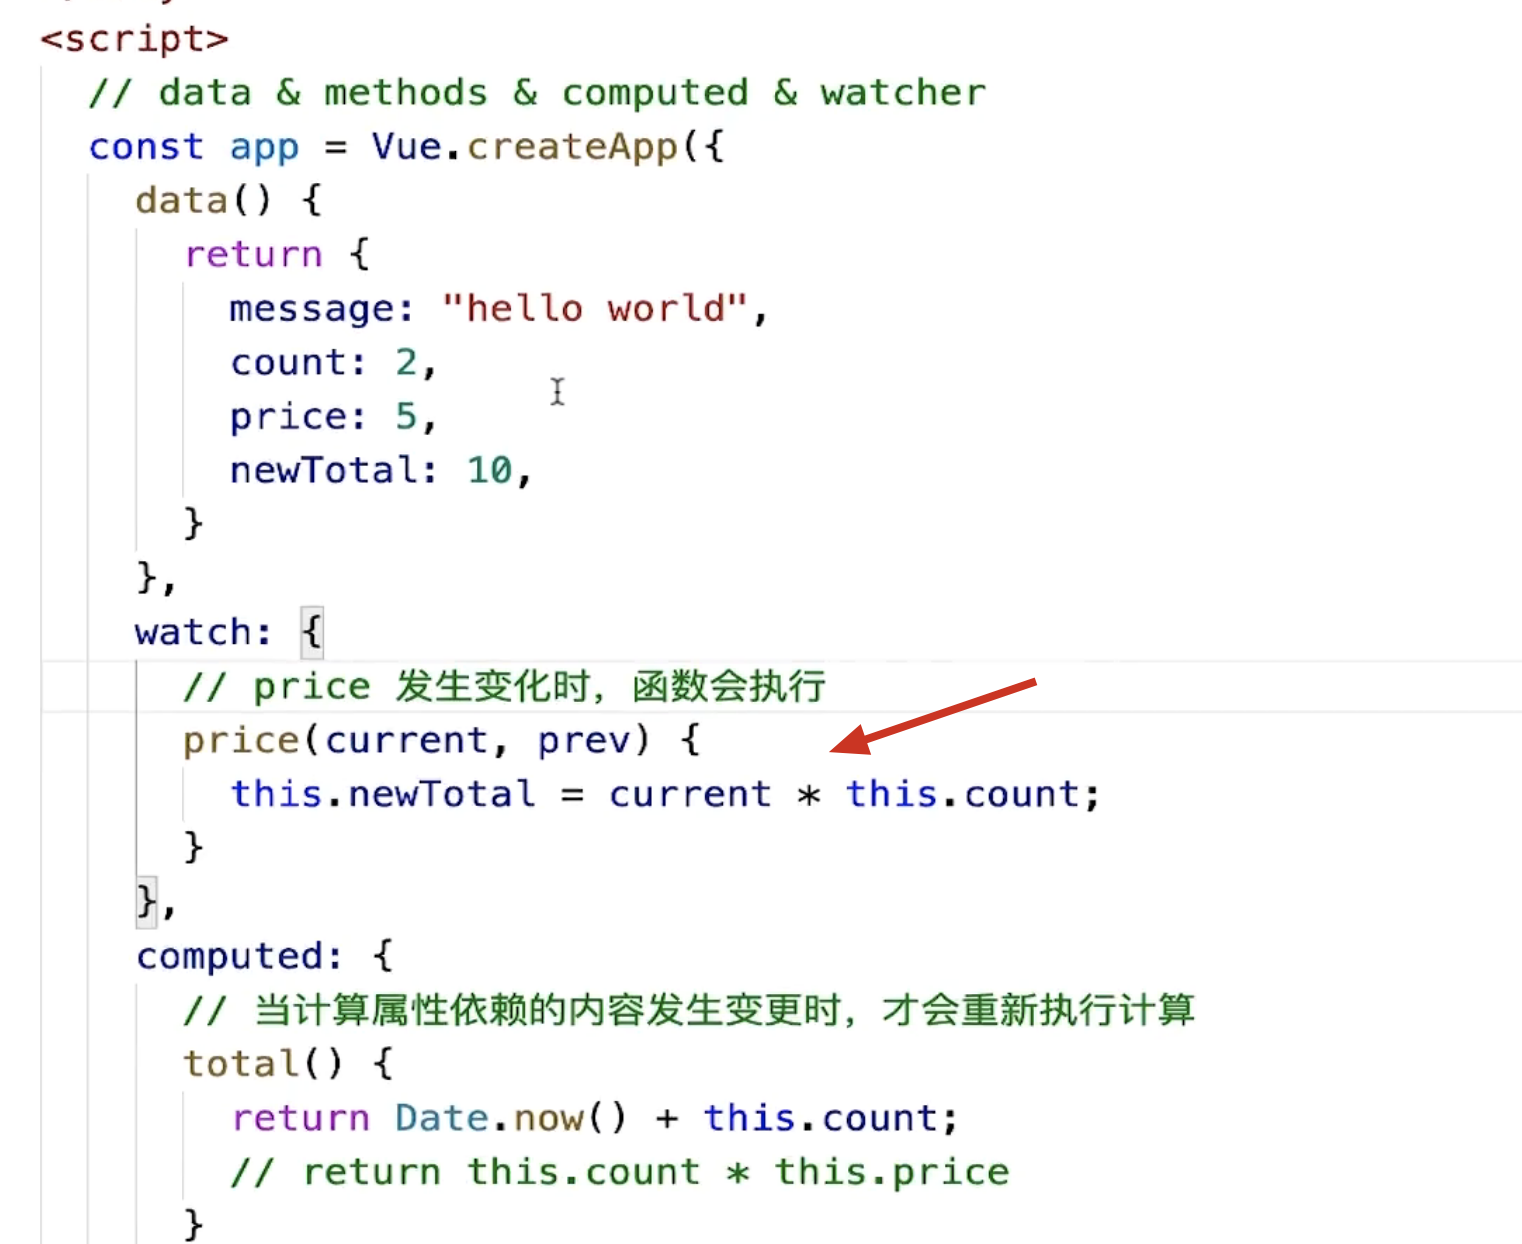 <script>
// data & methods & computed & watcher
const app = Vue.createApp({
data() {
return {
message: "hello world",
count: 2,
price: 5,
newTotal: 10,
}
},
watch: {
// price 发生变化时，函数会执行
price(current, prev) {
this.newTotal = current * this.count;
}
},
computed: {
// 当计算属性依赖的内容发生变更时，才会重新执行计算
total() {
return Date.now() + this.count;
// return this.count * this.price
}